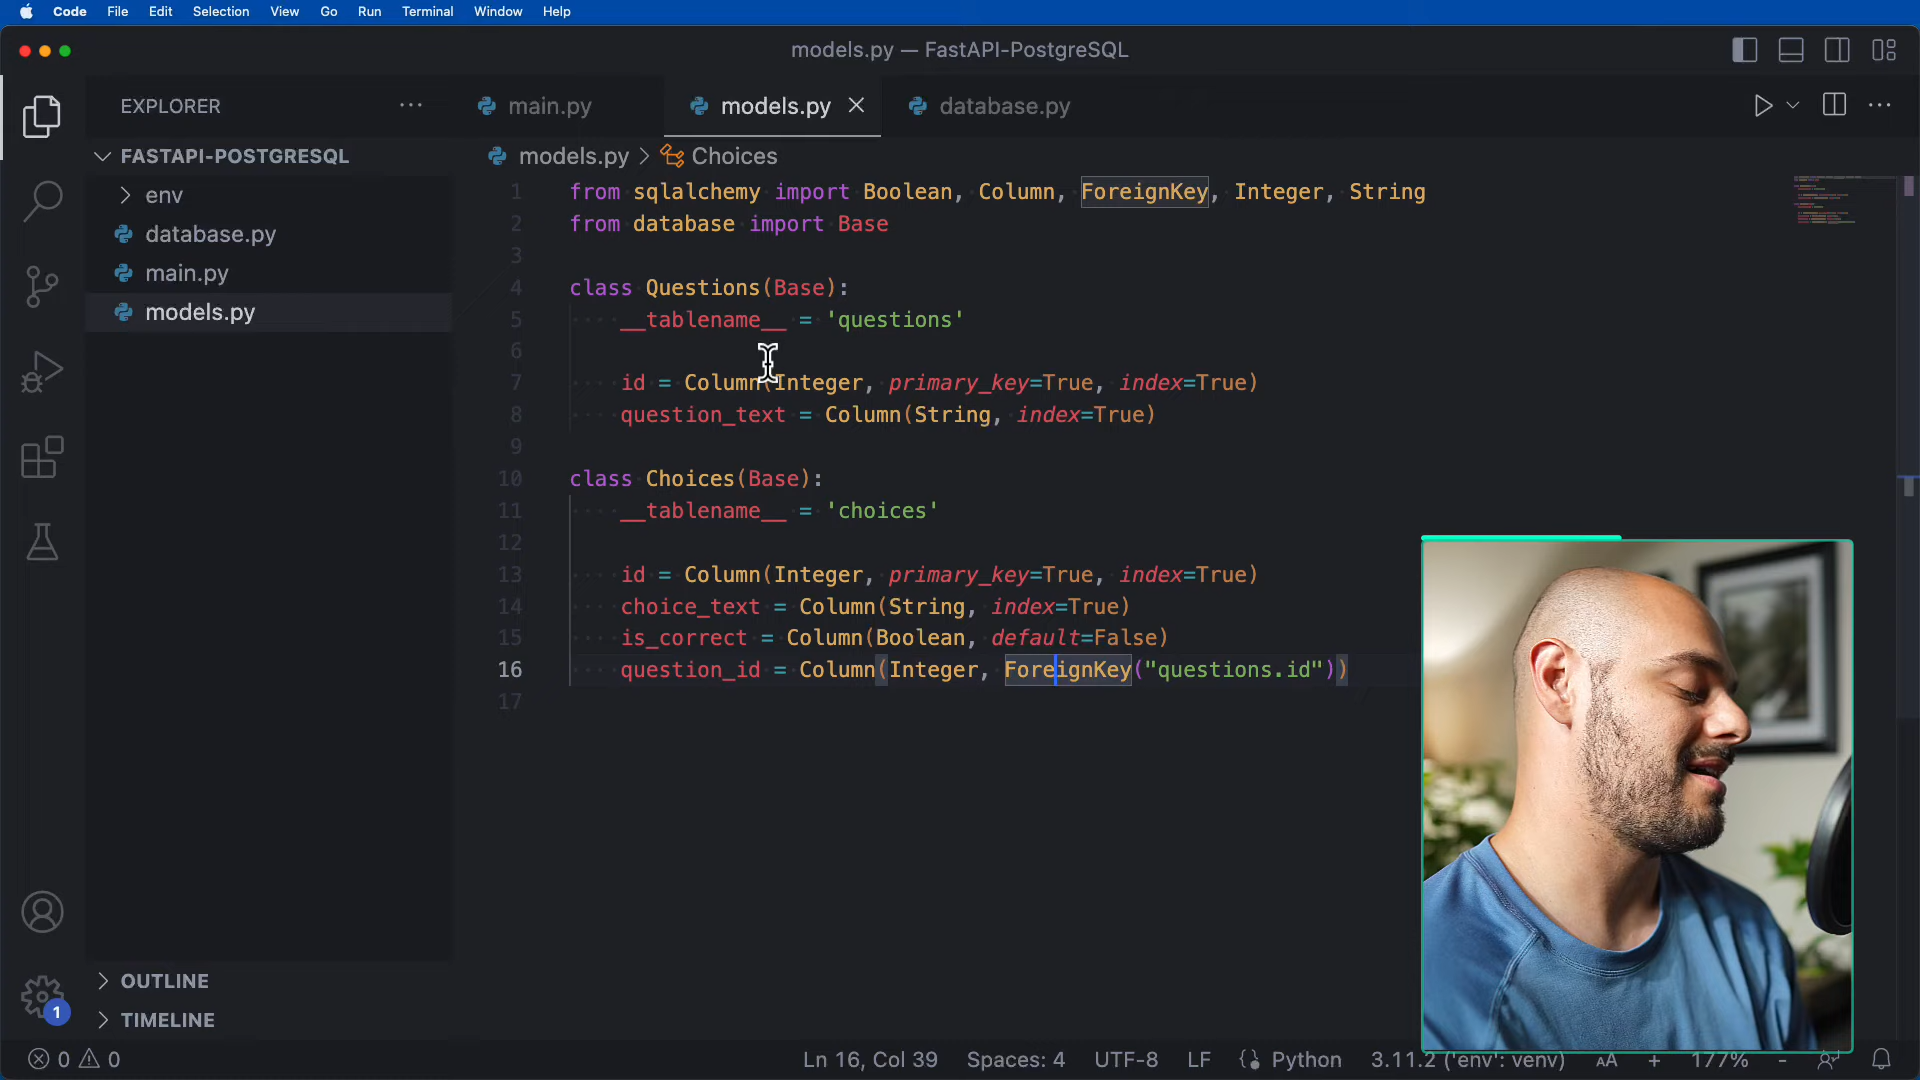 Code File Edit Selection View Go Run Terminal Window Help
models.py — FastAPI-PostgreSQL
EXPLORER
main.py models.py database.py
FASTAPI-POSTGRESQL
models.py > Choices
env
database.py
main.py
models.py
1 from sqlalchemy import Boolean, Column, ForeignKey, Integer, String
2 from database import Base
3
4 class Questions(Base):
5 __tablename__ = 'questions'
6
7 id = Column(Integer, primary_key=True, index=True)
8 question_text = Column(String, index=True)
9
10 class Choices(Base):
11 __tablename__ = 'choices'
12
13 id = Column(Integer, primary_key=True, index=True)
14 choice_text = Column(String, index=True)
15 is_correct = Column(Boolean, default=False)
16 question_id = Column(Integer, ForeignKey("questions.id"))
17
OUTLINE
1
TIMELINE
0 0 Ln 16, Col 39 Spaces: 4 UTF-8 LF {} Python 3.11.2 ('env': venv) AA + 177% -